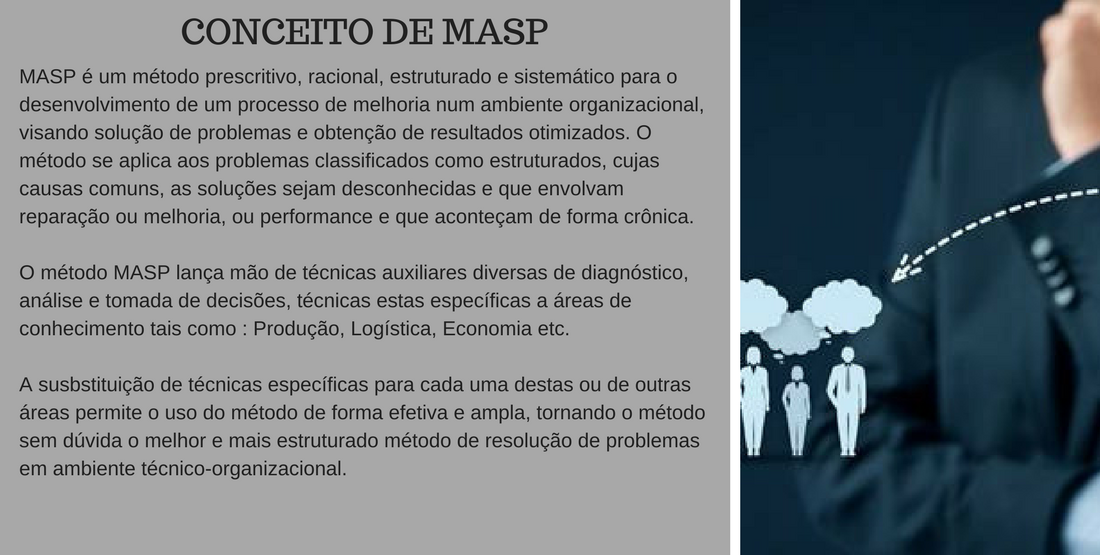 CONCEITO DE MASP
MASP é um método prescritivo, racional, estruturado e sistemático para o
desenvolvimento de um processo de melhoria num ambiente organizacional,
visando solução de problemas e obtenção de resultados otimizados. O
método se aplica aos problemas classificados como estruturados, cujas
causas comuns, as soluções sejam desconhecidas e que envolvam
reparação ou melhoria, ou performance e que aconteçam de forma crônica.
O método MASP lança mão de técnicas auxiliares diversas de diagnóstico,
análise e tomada de decisões, técnicas estas específicas a áreas de
conhecimento tais como : Produção, Logística, Economia etc.
A susbstituição de técnicas específicas para cada uma destas ou de outras
áreas permite o uso do método de forma efetiva e ampla, tornando o método
sem dúvida o melhor e mais estruturado método de resolução de problemas
em ambiente técnico-organizacional.